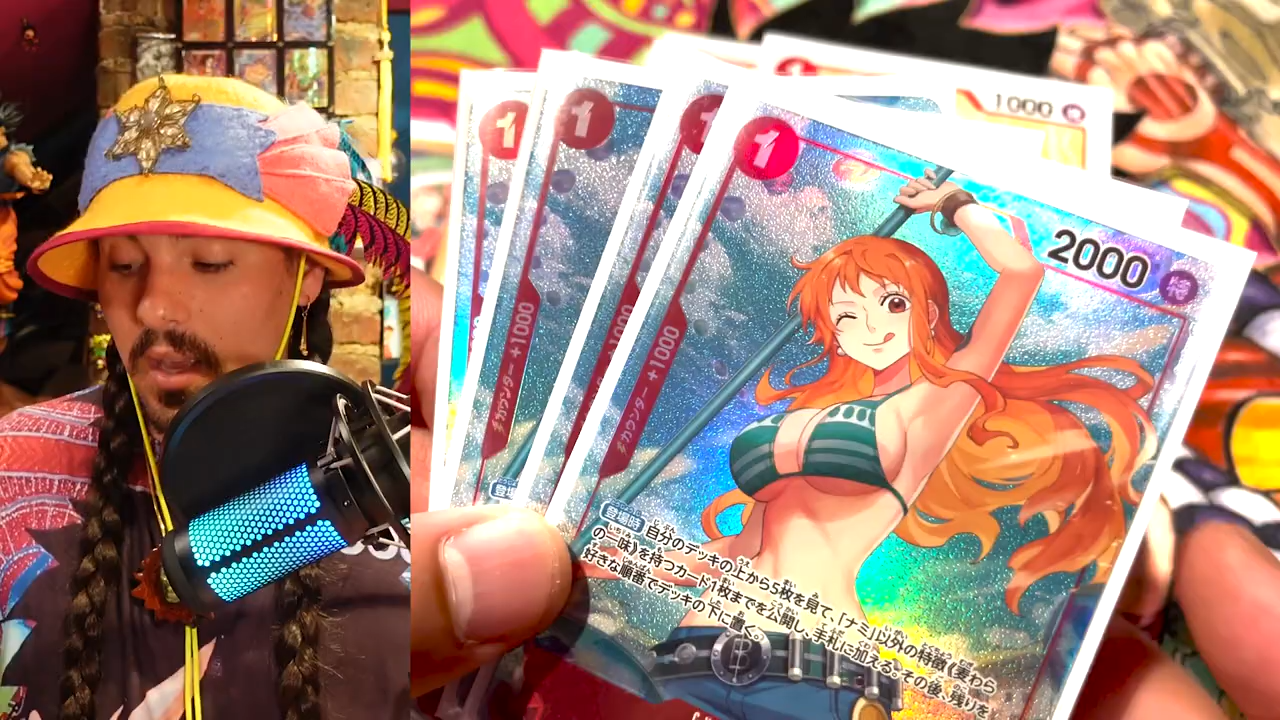 1
1
1
1
1000
2000
特
カウンター +1000
カウンター +1000
カウンター +1000
登場時 自分のデッキの上から5枚を見て、「ナミ」以外の特徴《麦わら
の一味》を持つカード1枚までを公開し、手札に加える。その後、残りを
好きな順番でデッキの下に置く。